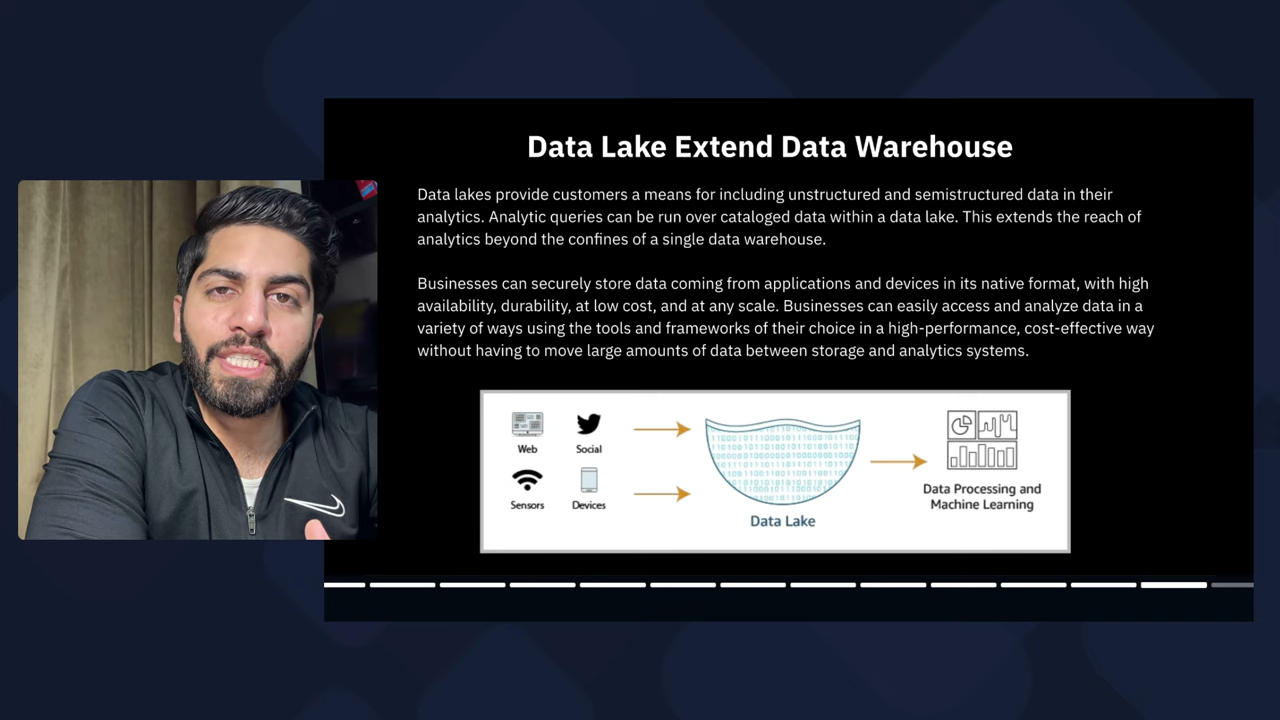 Data Lake Extend Data Warehouse
Data lakes provide customers a means for including unstructured and semistructured data in their
analytics. Analytic queries can be run over cataloged data within a data lake. This extends the reach of
analytics beyond the confines of a single data warehouse.
Businesses can securely store data coming from applications and devices in its native format, with high
availability, durability, at low cost, and at any scale. Businesses can easily access and analyze data in a
variety of ways using the tools and frameworks of their choice in a high-performance, cost-effective way
without having to move large amounts of data between storage and analytics systems.
Web
Social
Sensors
Devices
Data Lake
Data Processing and
Machine Learning